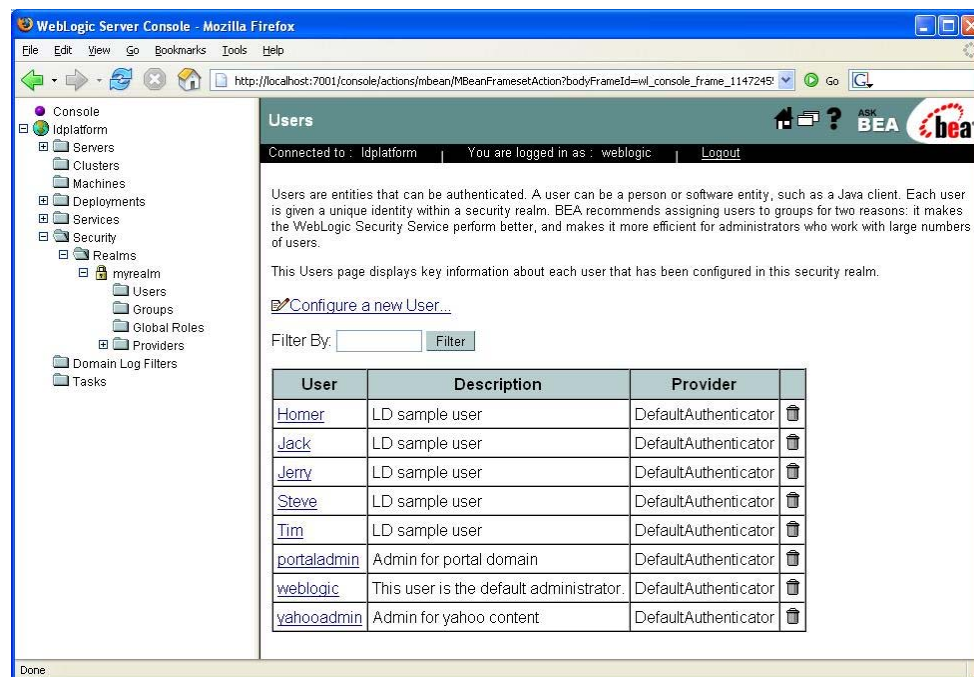 WebLogic Server Console - Mozilla Firefox
File Edit View Go Bookmarks Tools Help
http://localhost:7001/console/actions/mbean/MBeanFramesetAction?bodyFrameId=wl_console_frame_1147245 Go G
Console
ldplatform
Servers
Clusters
Machines
Deployments
Services
Security
Realms
myrealm
Users
Groups
Global Roles
Providers
Domain Log Filters
Tasks
Users
? ASK BEA bea
Connected to : ldplatform | You are logged in as : weblogic | Logout
Users are entities that can be authenticated. A user can be a person or software entity, such as a Java client. Each user
is given a unique identity within a security realm. BEA recommends assigning users to groups for two reasons: it makes
the WebLogic Security Service perform better, and makes it more efficient for administrators who work with large numbers
of users.
This Users page displays key information about each user that has been configured in this security realm.
Configure a new User...
Filter By: Filter
User Description Provider
Homer LD sample user DefaultAuthenticator
Jack LD sample user DefaultAuthenticator
Jerry LD sample user DefaultAuthenticator
Steve LD sample user DefaultAuthenticator
Tim LD sample user DefaultAuthenticator
portaladmin Admin for portal domain DefaultAuthenticator
weblogic This user is the default administrator. DefaultAuthenticator
yahooadmin Admin for yahoo content DefaultAuthenticator
Done